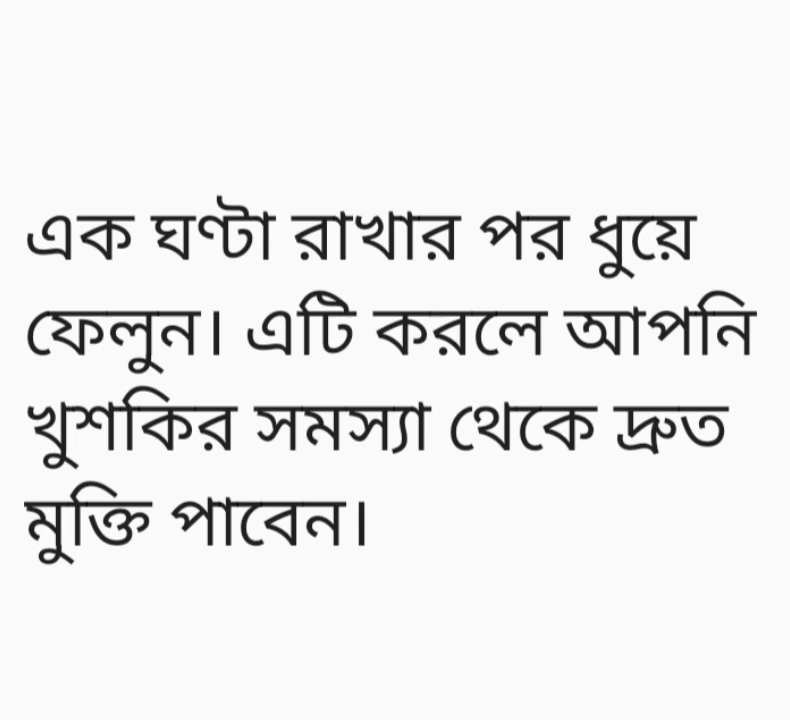 এক ঘণ্টা রাখার পর ধুয়ে
ফেলুন। এটি করলে আপনি
খুশকির সমস্যা থেকে দ্রুত
মুক্তি পাবেন।